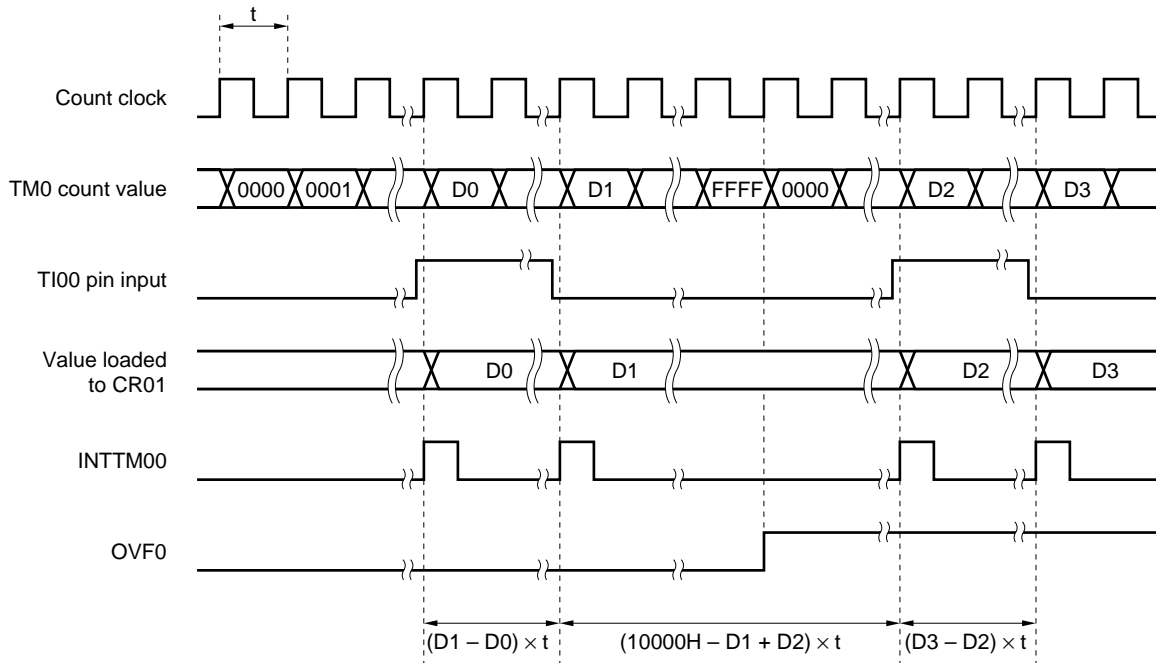 t
Count clock
TM0 count value
0000 0001 D0 D1 FFFF 0000 D2 D3
TI00 pin input
Value loaded
to CR01
D0 D1 D2 D3
INTTM00
OVF0
(D1 – D0) × t (10000H – D1 + D2) × t (D3 – D2) × t